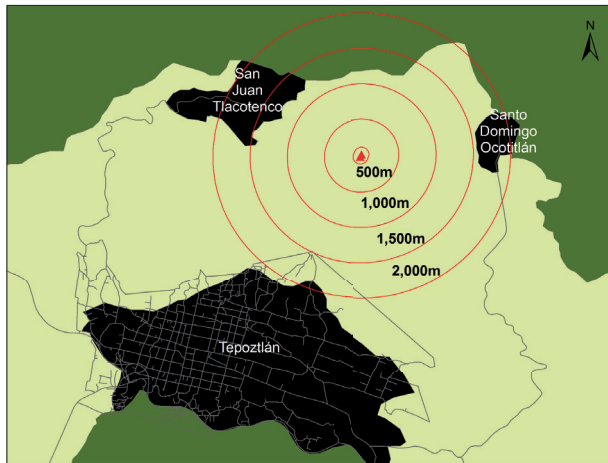 N
San
Juan
Tlacotenco
Santo
Domingo
Ocotitlán
500m
1,000m
1,500m
2,000m
Tepoztlán